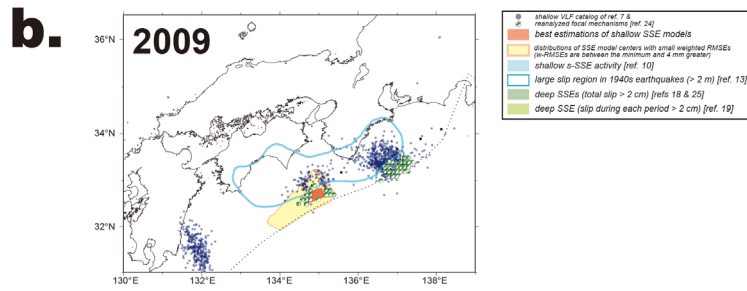 b.
2009
36°N
34°N
32°N
130°E
132°E
134°E
136°E
138°E
shallow VLF catalog of ref. 7 &
reanalyzed focal mechanisms [ref. 24]
best estimations of shallow SSE models
distributions of SSE model centers with small weighted RMSEs
(w-RMSEs are between the minimum and 4 mm greater)
shallow s-SSE activity [ref. 10]
large slip region in 1940s earthquakes (> 2 m) [ref. 13]
deep SSEs (total slip > 2 cm) [refs 18 & 25]
deep SSE (slip during each period > 2 cm) [ref. 19]